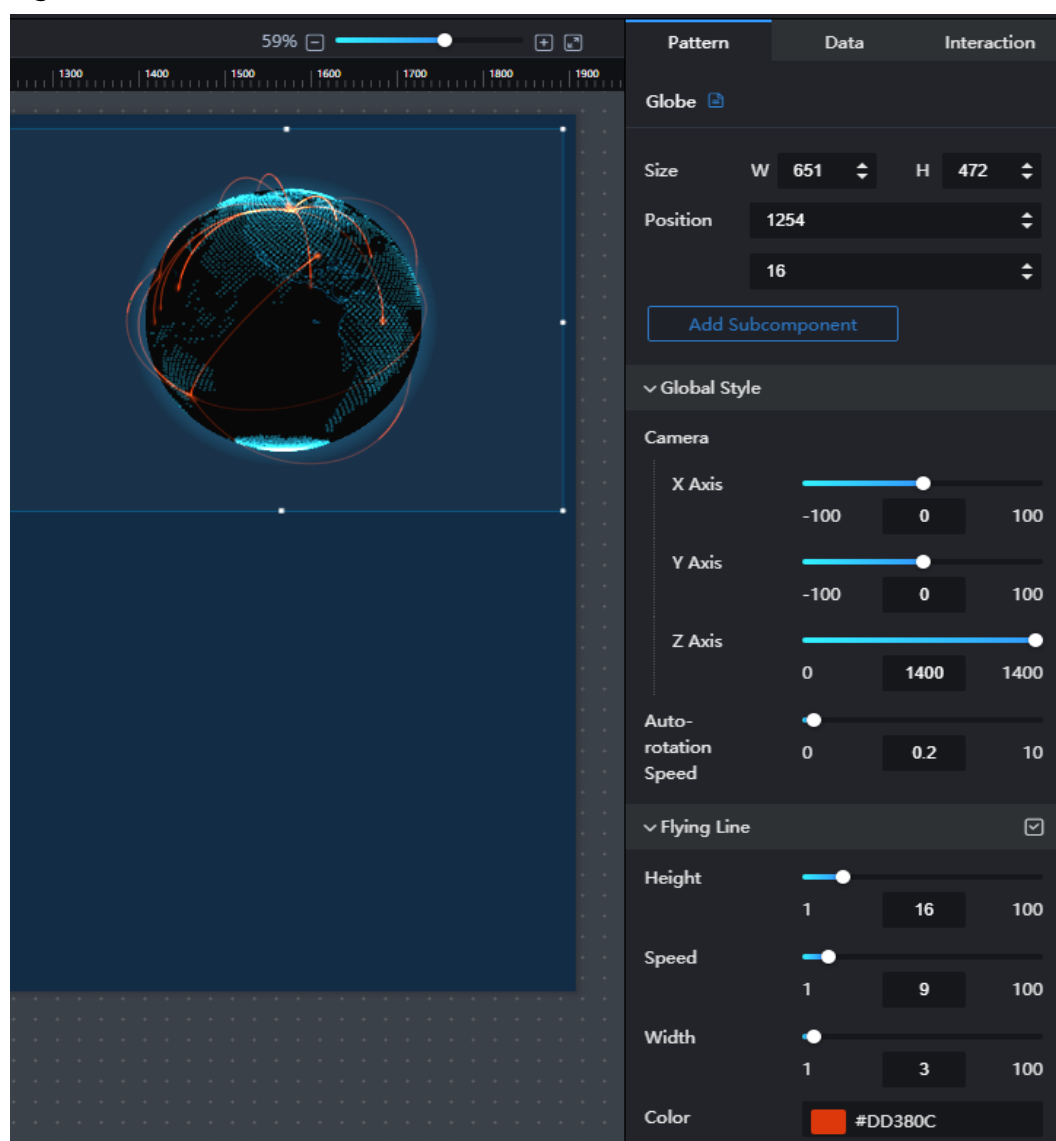 59%
Pattern Data Interaction
1300 1400 1500 1600 1700 1800 1900
Globe
Size W 651 H 472
Position 1254
16
Add Subcomponent
Global Style
Camera
X Axis
-100 0 100
Y Axis
-100 0 100
Z Axis
0 1400 1400
Auto-
rotation
Speed
0 0.2 10
Flying Line
Height
1 16 100
Speed
1 9 100
Width
1 3 100
Color #DD380C